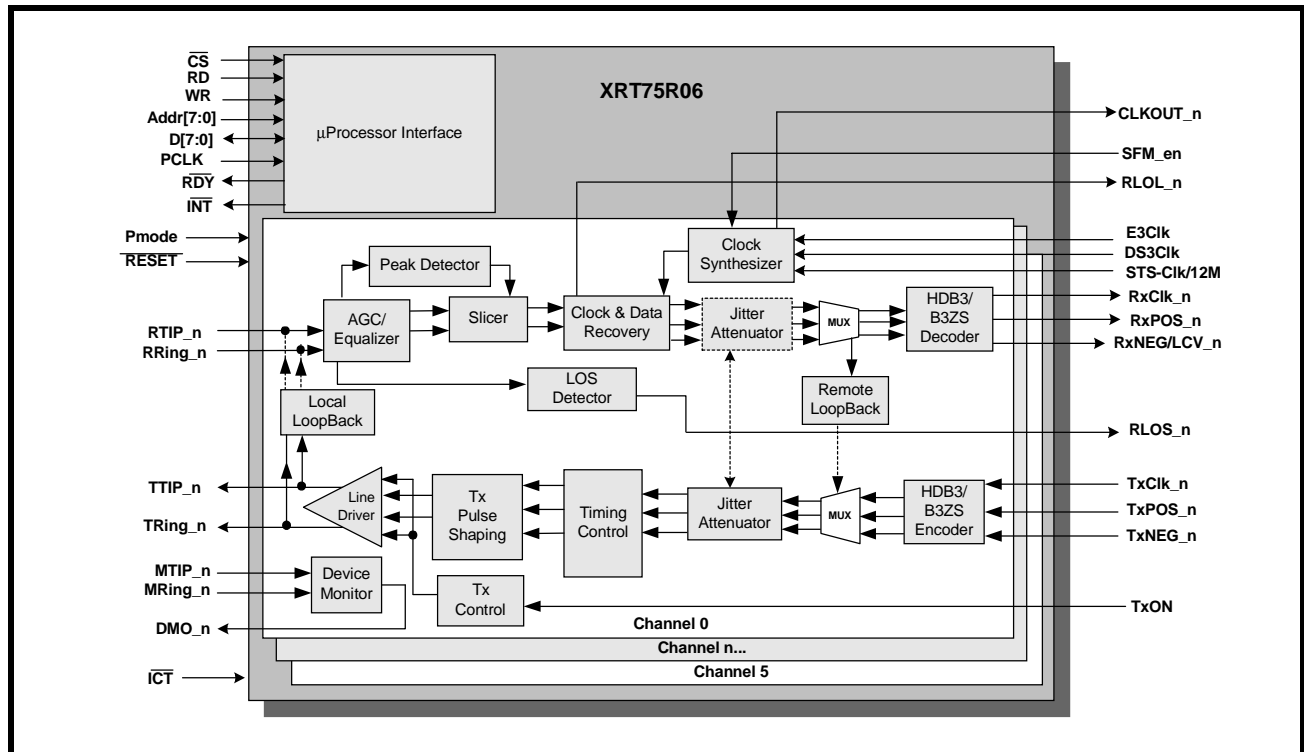 XRT75R06
CS
RD
WR
Addr[7:0]
D[7:0]
PCLK
RDY
INT
Pmode
RESET
µProcessor Interface
CLKOUT_n
SFM_en
RLOL_n
E3Clk
DS3Clk
STS-Clk/12M
RxClk_n
RxPOS_n
RxNEG/LCV_n
Clock
Synthesizer
Peak Detector
RTIP_n
RRing_n
AGC/
Equalizer
Slicer
Clock & Data
Recovery
Jitter
Attenuator
MUX
HDB3/
B3ZS
Decoder
LOS
Detector
Remote
LoopBack
Local
LoopBack
RLOS_n
TTIP_n
TRing_n
Line
Driver
Tx
Pulse
Shaping
Timing
Control
Jitter
Attenuator
MUX
HDB3/
B3ZS
Encoder
TxClk_n
TxPOS_n
TxNEG_n
MTIP_n
MRing_n
DMO_n
Device
Monitor
Tx
Control
TxON
Channel 0
Channel n...
Channel 5
ICT